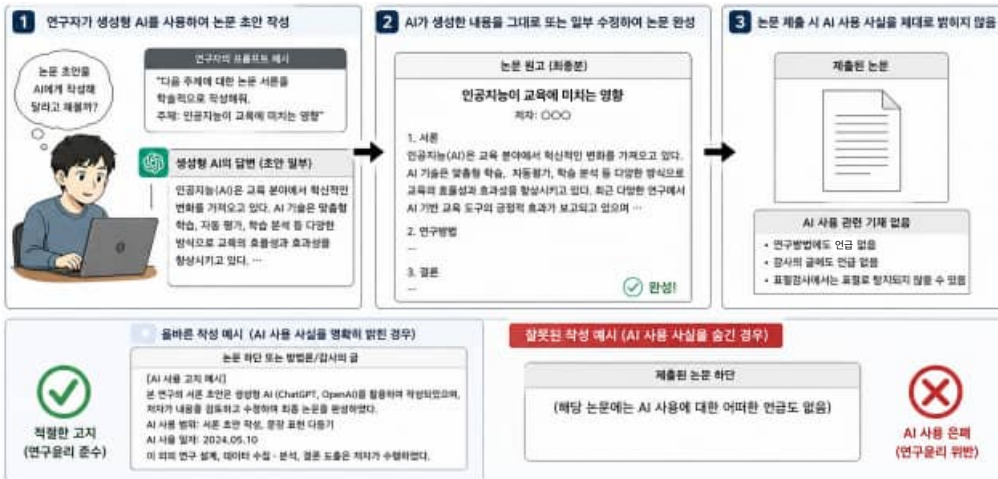 1 연구자가 생성형 AI를 사용하여 논문 초안 작성
논문 초안을
AI에게 작성해
달라고 해볼까?
연구자의 프롬프트 예시
"다음 주제에 대한 논문 서론을
학술적으로 작성해줘.
주제: 인공지능이 교육에 미치는 영향"
생성형 AI의 답변 (초안 일부)
인공지능(AI)은 교육 분야에서 혁신적인
변화를 가져오고 있다. AI 기술은 맞춤형
학습, 자동 평가, 학습 분석 등 다양한
방식으로 교육의 효율성과 효과성을
향상시키고 있다. …
2 AI가 생성한 내용을 그대로 또는 일부 수정하여 논문 완성
논문 원고 (최종본)
인공지능이 교육에 미치는 영향
저자: ○○○
1. 서론
인공지능(AI)은 교육 분야에서 혁신적인 변화를 가져오고 있다.
AI 기술은 맞춤형 학습, 자동평가, 학습 분석 등 다양한 방식으로
교육의 효율성과 효과성을 향상시키고 있다. 최근 다양한 연구에서
AI 기반 교육 도구의 긍정적 효과가 보고되고 있으며 …
2. 연구방법
...
3. 결론
...
완성!
3 논문 제출 시 AI 사용 사실을 제대로 밝히지 않음
제출된 논문
AI 사용 관련 기재 없음
• 연구방법에도 언급 없음
• 감사의 글에도 언급 없음
• 표절검사에서는 표절로 탐지되지 않을 수 있음
올바른 작성 예시 (AI 사용 사실을 명확히 밝힌 경우)
적절한 고지
(연구윤리 준수)
논문 하단 또는 방법론/감사의 글
[AI 사용 고지 예시]
본 연구의 서론 초안은 생성형 AI (ChatGPT, OpenAI)를 활용하여 작성되었으며,
저자가 내용을 검토하고 수정하여 최종 논문을 완성하였다.
AI 사용 범위: 서론 초안 작성, 문장 표현 다듬기
AI 사용 일자: 2024.05.10
이 외의 연구 설계, 데이터 수집·분석, 결론 도출은 저자가 수행하였다.
잘못된 작성 예시 (AI 사용 사실을 숨긴 경우)
제출된 논문 하단
(해당 논문에는 AI 사용에 대한 어떠한 언급도 없음)
AI 사용 은폐
(연구윤리 위반)